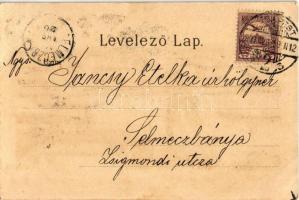 Levelező Lap.
Nagys.
Jancsy Etelka úrhölgynek
Selmeczbánya
Zsigmondi utcza